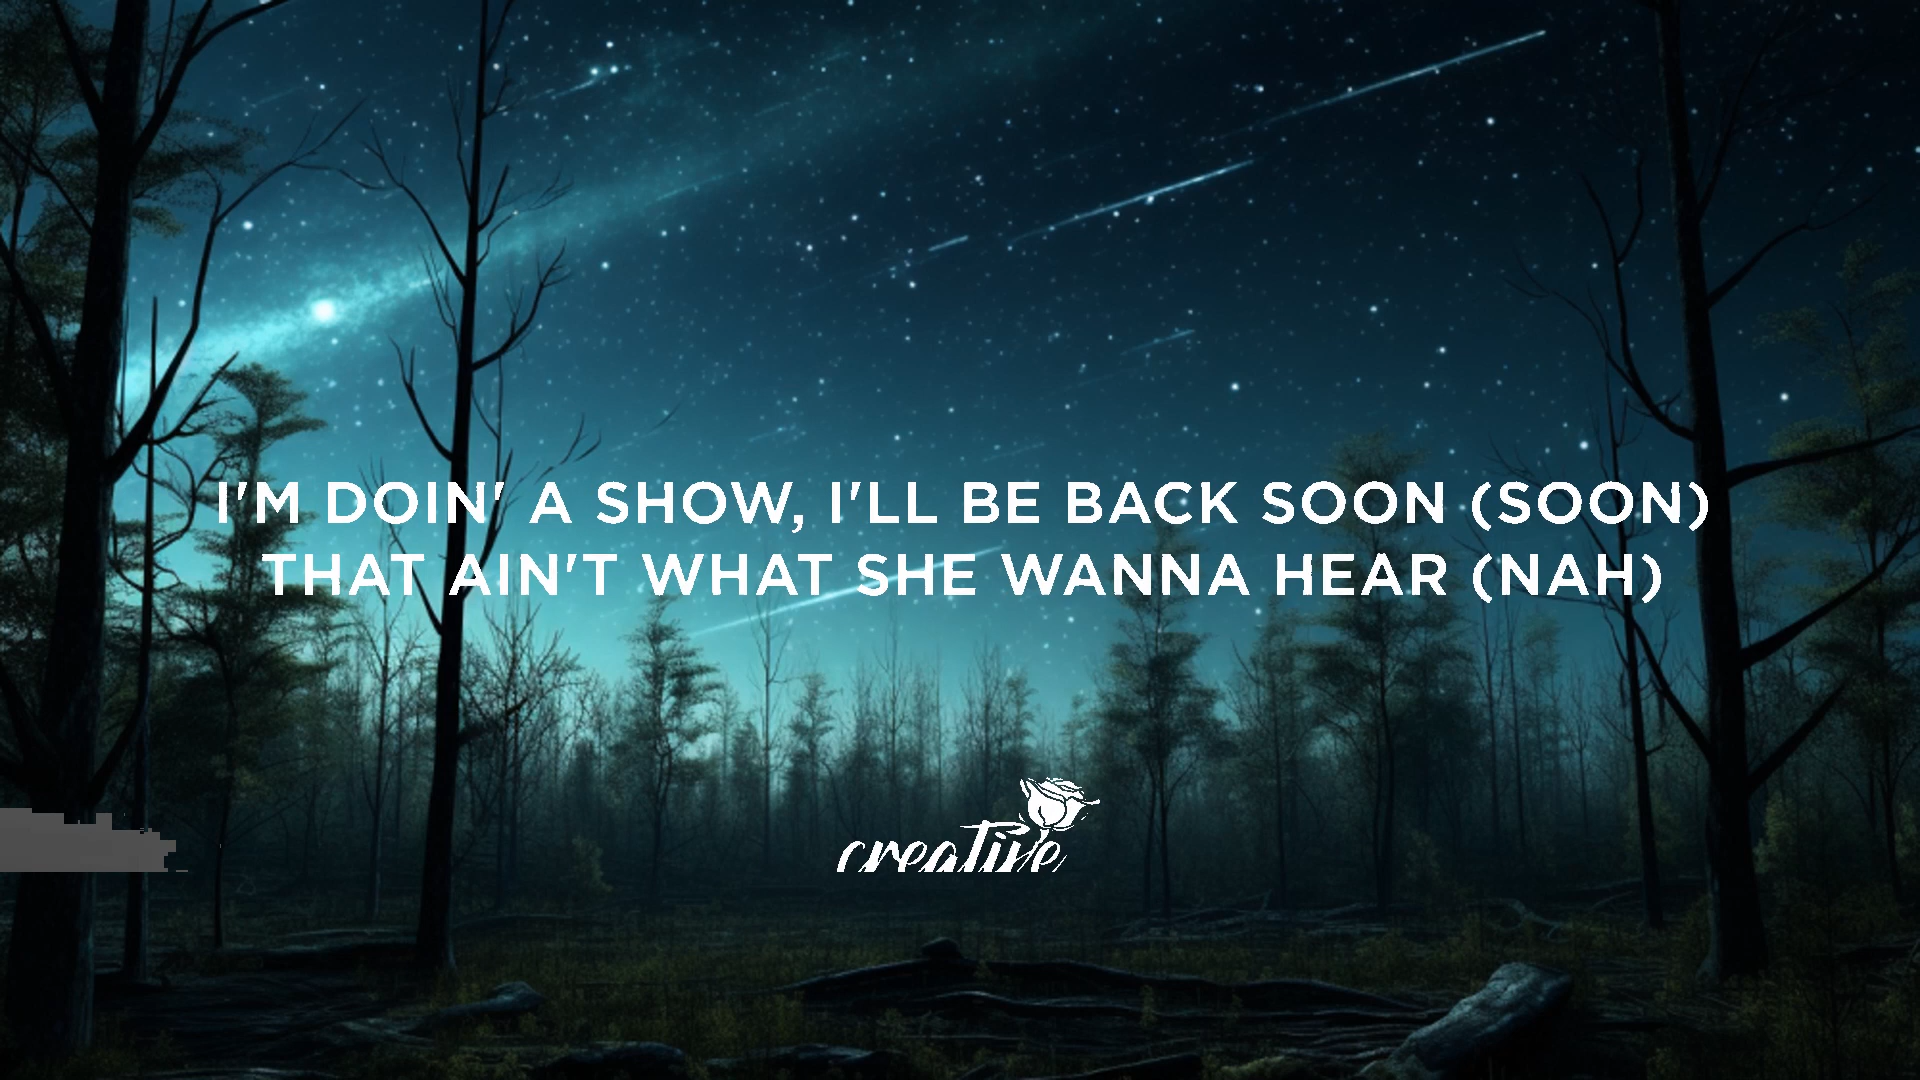 I'M DOIN' A SHOW, I'LL BE BACK SOON (SOON)
THAT AIN'T WHAT SHE WANNA HEAR (NAH)
creative